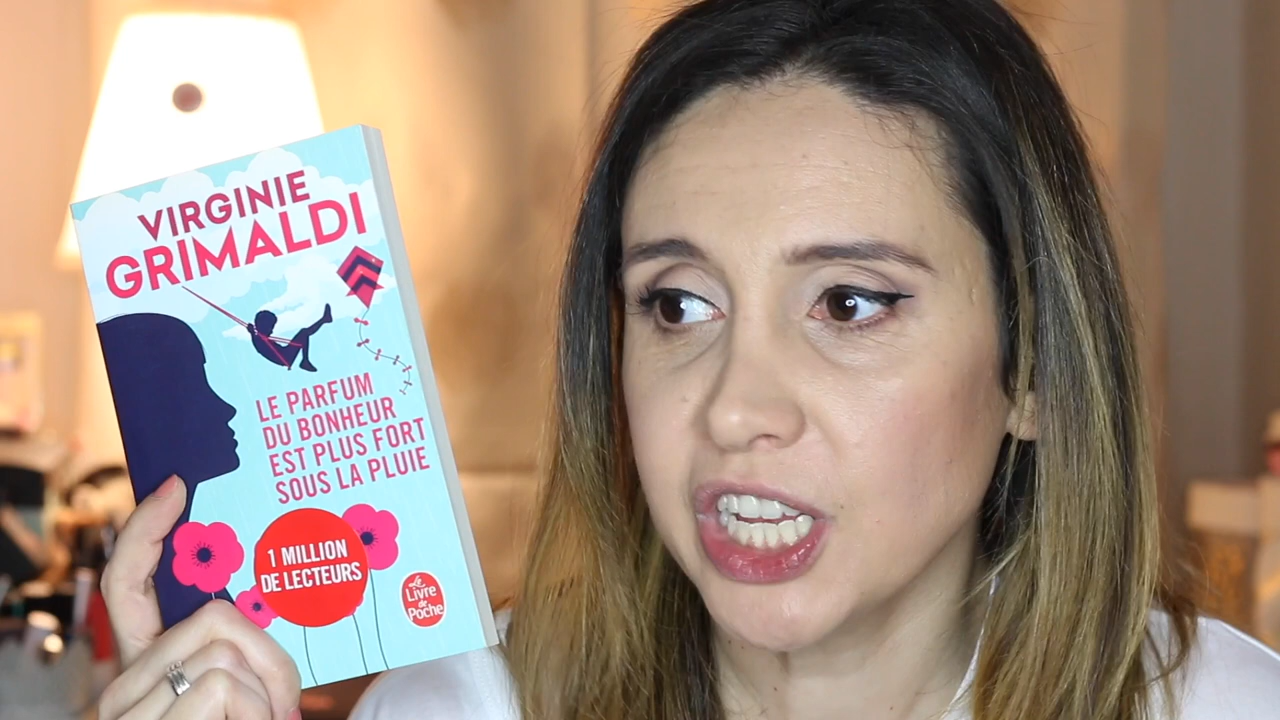 VIRGINIE
GRIMALDI
LE PARFUM
DU BONHEUR
EST PLUS FORT
SOUS LA PLUIE
1 MILLION
DE LECTEURS
Le
Livre
de
Poche